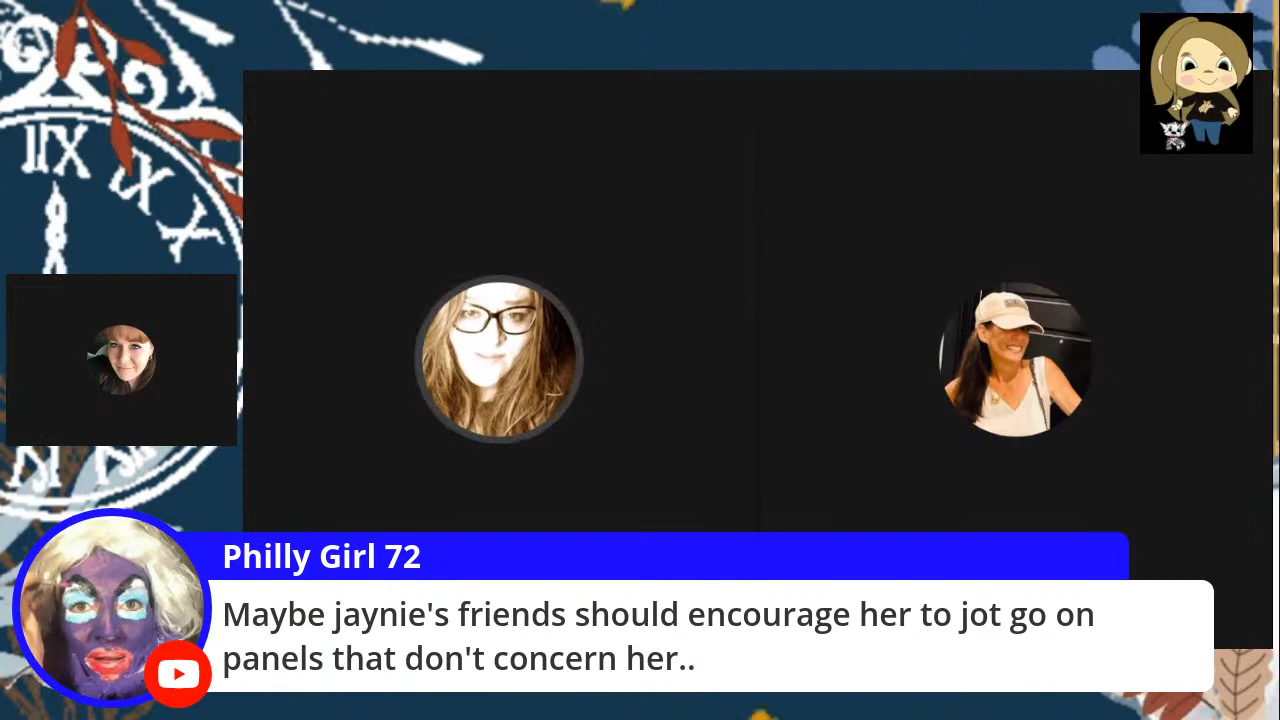 Philly Girl 72
Maybe jaynie's friends should encourage her to jot go on
panels that don't concern her..